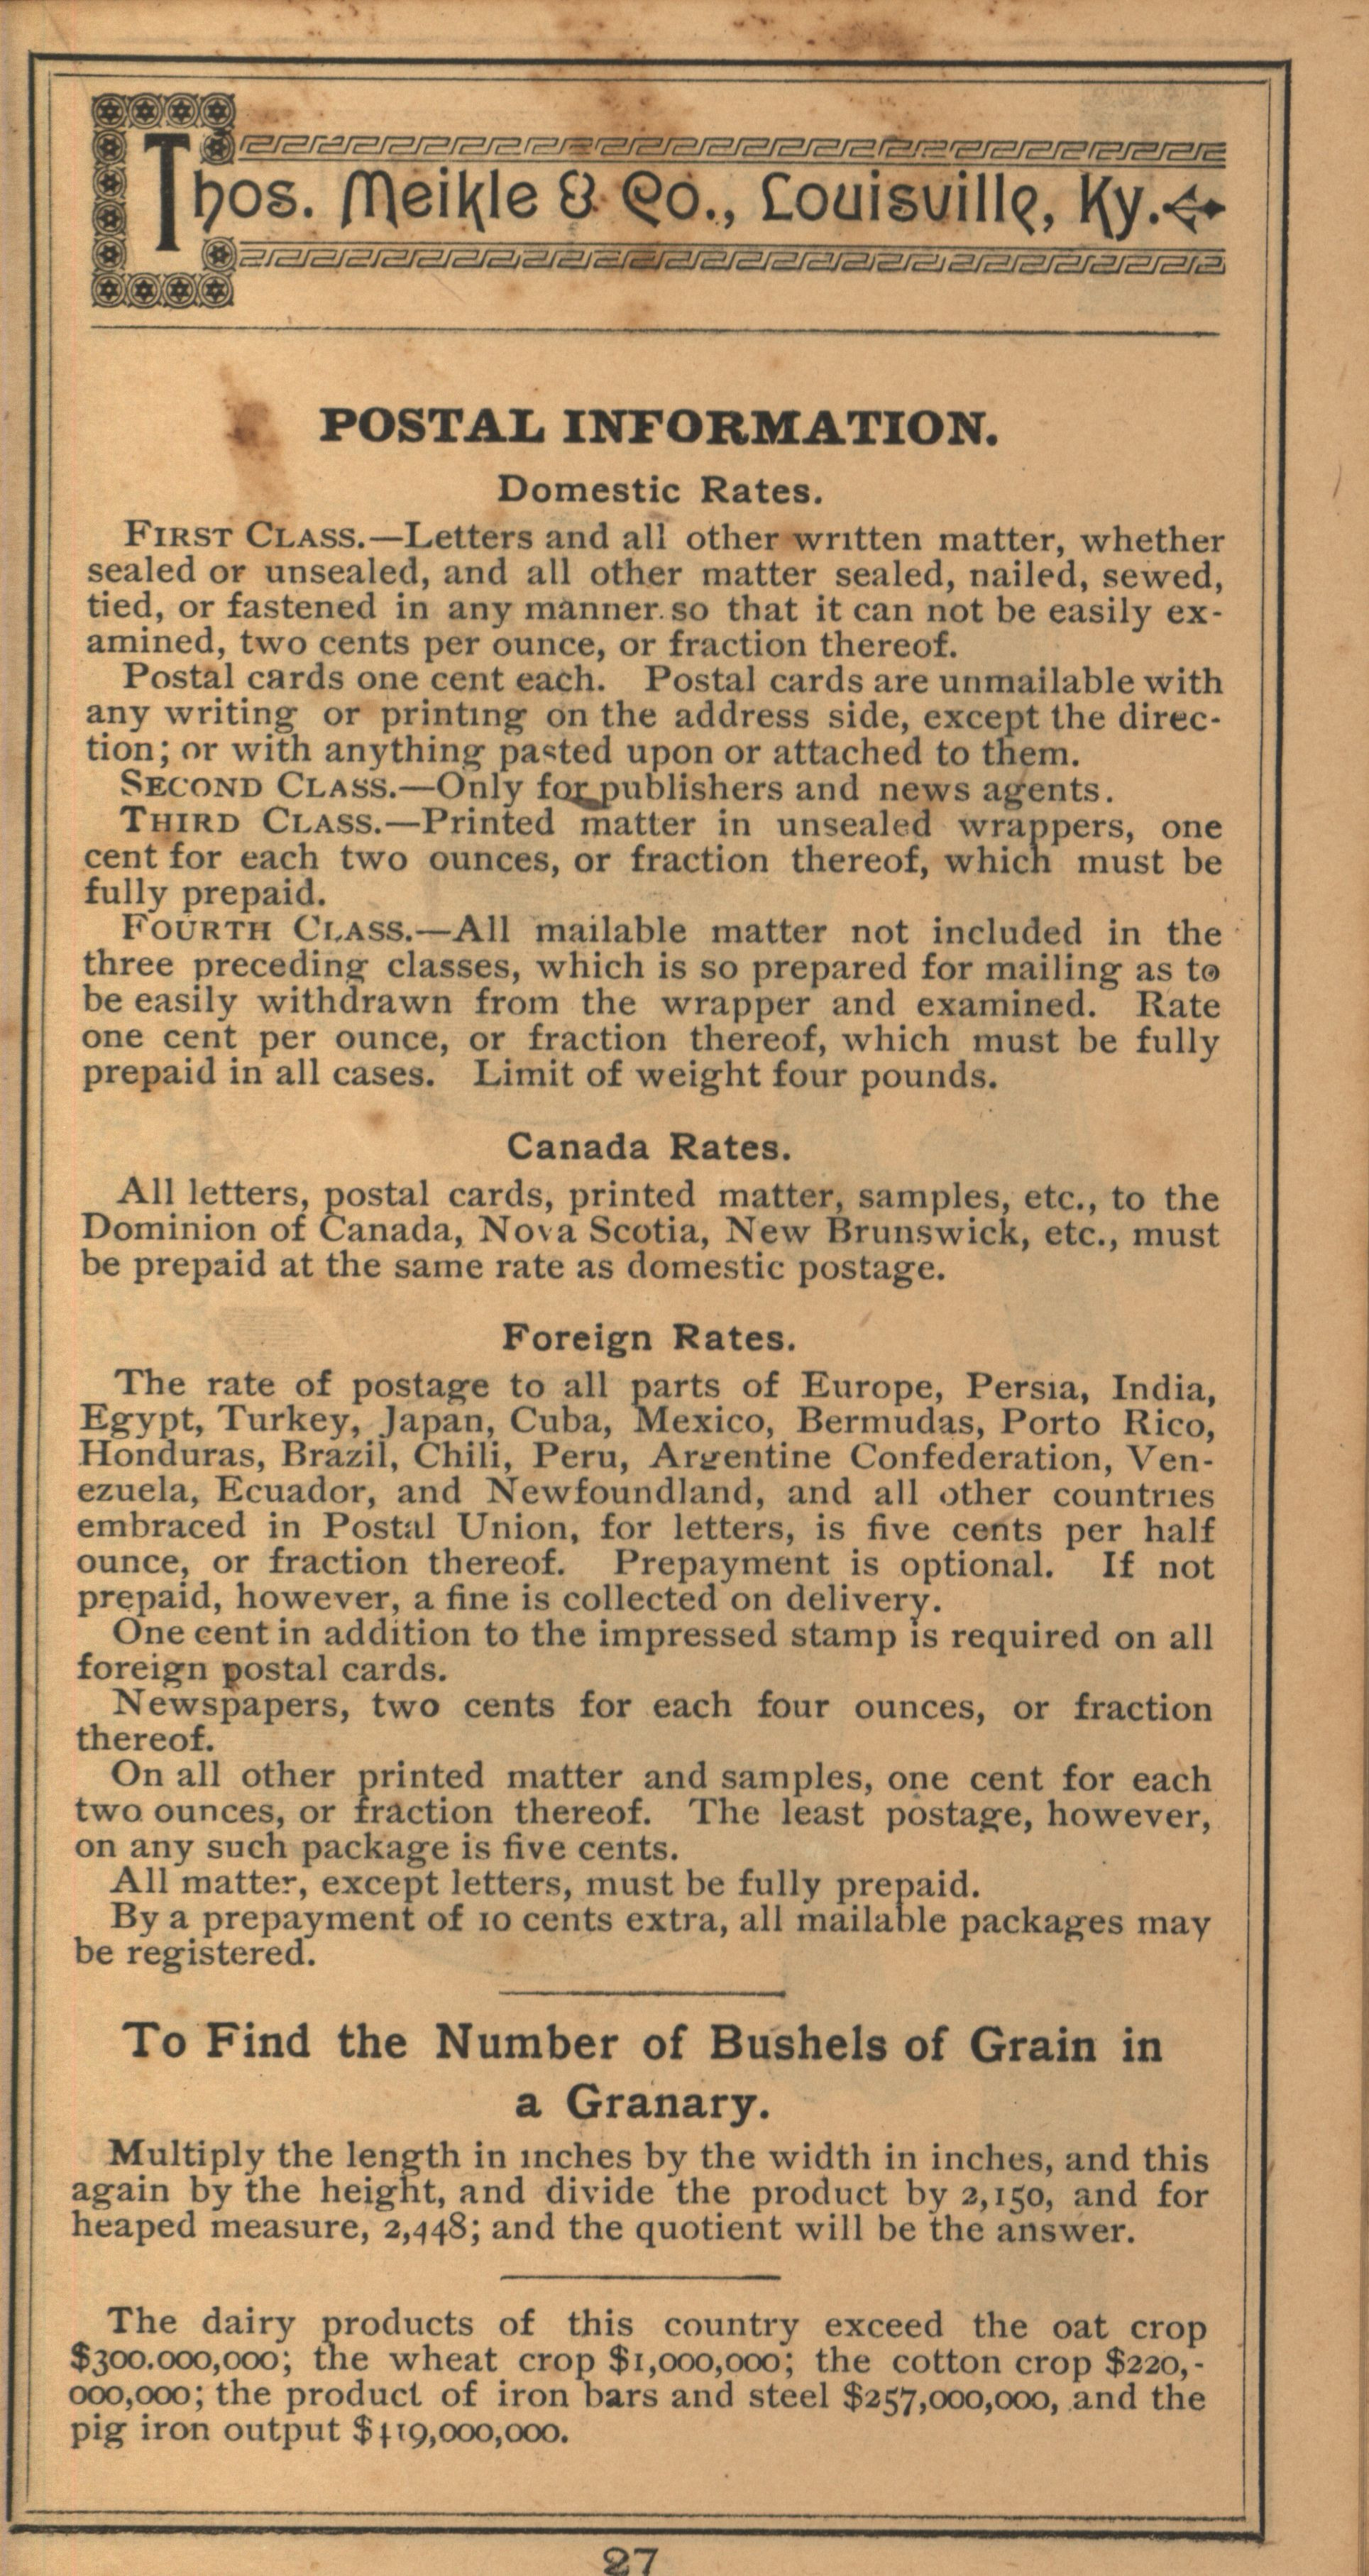 Thos. Meikle & Co., Louisville, Ky.
POSTAL INFORMATION.
Domestic Rates.
FIRST CLASS.—Letters and all other written matter, whether
sealed or unsealed, and all other matter sealed, nailed, sewed,
tied, or fastened in any manner so that it can not be easily ex-
amined, two cents per ounce, or fraction thereof.
Postal cards one cent each. Postal cards are unmailable with
any writing or printing on the address side, except the direc-
tion; or with anything pasted upon or attached to them.
SECOND CLASS.—Only for publishers and news agents.
THIRD CLASS.—Printed matter in unsealed wrappers, one
cent for each two ounces, or fraction thereof, which must be
fully prepaid.
FOURTH CLASS.—All mailable matter not included in the
three preceding classes, which is so prepared for mailing as to
be easily withdrawn from the wrapper and examined. Rate
one cent per ounce, or fraction thereof, which must be fully
prepaid in all cases. Limit of weight four pounds.
Canada Rates.
All letters, postal cards, printed matter, samples, etc., to the
Dominion of Canada, Nova Scotia, New Brunswick, etc., must
be prepaid at the same rate as domestic postage.
Foreign Rates.
The rate of postage to all parts of Europe, Persia, India,
Egypt, Turkey, Japan, Cuba, Mexico, Bermudas, Porto Rico,
Honduras, Brazil, Chili, Peru, Argentine Confederation, Ven-
ezuela, Ecuador, and Newfoundland, and all other countries
embraced in Postal Union, for letters, is five cents per half
ounce, or fraction thereof. Prepayment is optional. If not
prepaid, however, a fine is collected on delivery.
One cent in addition to the impressed stamp is required on all
foreign postal cards.
Newspapers, two cents for each four ounces, or fraction
thereof.
On all other printed matter and samples, one cent for each
two ounces, or fraction thereof. The least postage, however,
on any such package is five cents.
All matter, except letters, must be fully prepaid.
By a prepayment of 10 cents extra, all mailable packages may
be registered.
To Find the Number of Bushels of Grain in
a Granary.
Multiply the length in inches by the width in inches, and this
again by the height, and divide the product by 2,150, and for
heaped measure, 2,448; and the quotient will be the answer.
The dairy products of this country exceed the oat crop
$300.000,000; the wheat crop $1,000,000; the cotton crop $220,-
000,000; the product of iron bars and steel $257,000,000, and the
pig iron output $419,000,000.
27